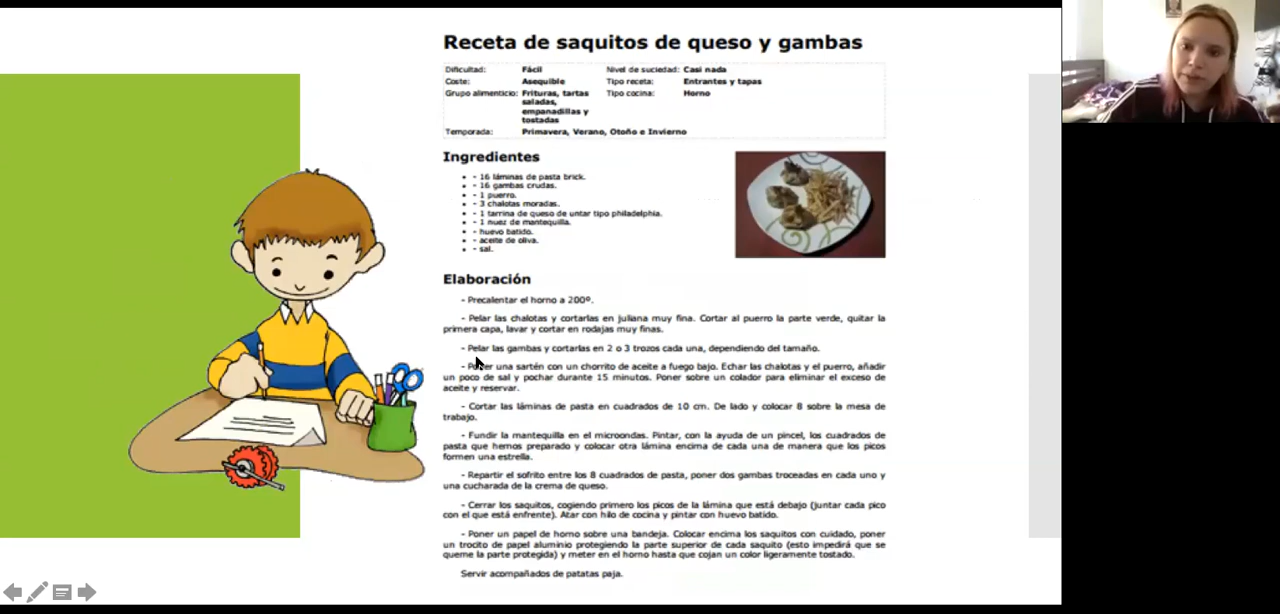 Receta de saquitos de queso y gambas
Dificultad: Fácil Nivel de suciedad: Casi nada
Coste: Asequible Tipo receta: Entrantes y tapas
Grupo alimenticio: Frituras, tartas Tipo cocina: Horno
saladas,
empanadillas y
tostadas
Temporada: Primavera, Verano, Otoño e Invierno
Ingredientes
• - 16 láminas de pasta brick.
• - 16 gambas crudas.
• - 1 puerro.
• - 3 chalotas moradas.
• - 1 tarrina de queso de untar tipo philadelphia.
• - 1 nuez de mantequilla.
• - huevo batido.
• - aceite de oliva.
• - sal.
Elaboración
- Precalentar el horno a 200º.
- Pelar las chalotas y cortarlas en juliana muy fina. Cortar al puerro la parte verde, quitar la
primera capa, lavar y cortar en rodajas muy finas.
- Pelar las gambas y cortarlas en 2 o 3 trozos cada una, dependiendo del tamaño.
- Poner una sartén con un chorrito de aceite a fuego bajo. Echar las chalotas y el puerro, añadir
un poco de sal y pochar durante 15 minutos. Poner sobre un colador para eliminar el exceso de
aceite y reservar.
- Cortar las láminas de pasta en cuadrados de 10 cm. De lado y colocar 8 sobre la mesa de
trabajo.
- Fundir la mantequilla en el microondas. Pintar, con la ayuda de un pincel, los cuadrados de
pasta que hemos preparado y colocar otra lámina encima de cada una de manera que los picos
formen una estrella.
- Repartir el sofrito entre los 8 cuadrados de pasta, poner dos gambas troceadas en cada uno y
una cucharada de la crema de queso.
- Cerrar los saquitos, cogiendo primero los picos de la lámina que está debajo (juntar cada pico
con el que está enfrente). Atar con hilo de cocina y pintar con huevo batido.
- Poner un papel de horno sobre una bandeja. Colocar encima los saquitos con cuidado, poner
un trocito de papel aluminio protegiendo la parte superior de cada saquito (esto impedirá que se
queme la parte protegida) y meter en el horno hasta que cojan un color ligeramente tostado.
Servir acompañados de patatas paja.